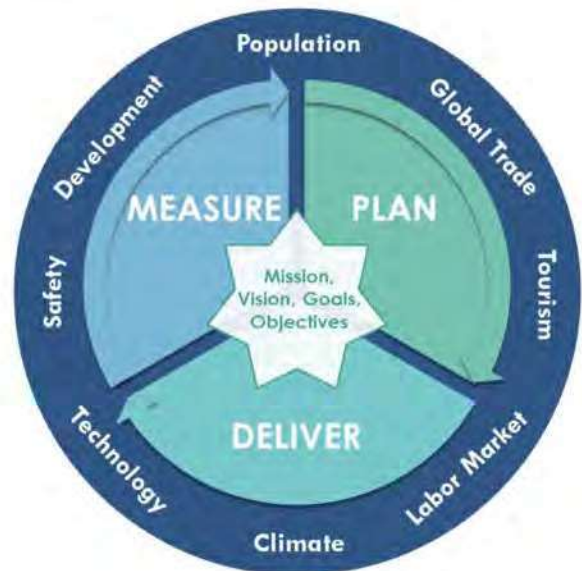 Population
Global Trade
Tourism
Labor Market
Climate
Technology
Safety
Development
MEASURE
PLAN
DELIVER
Mission,
Vision, Goals,
Objectives